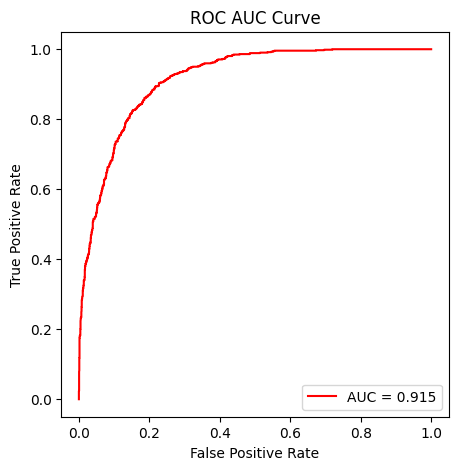 ROC AUC Curve
True Positive Rate
1.0
0.8
0.6
0.4
0.2
0.0
AUC = 0.915
0.0 0.2 0.4 0.6 0.8 1.0
False Positive Rate